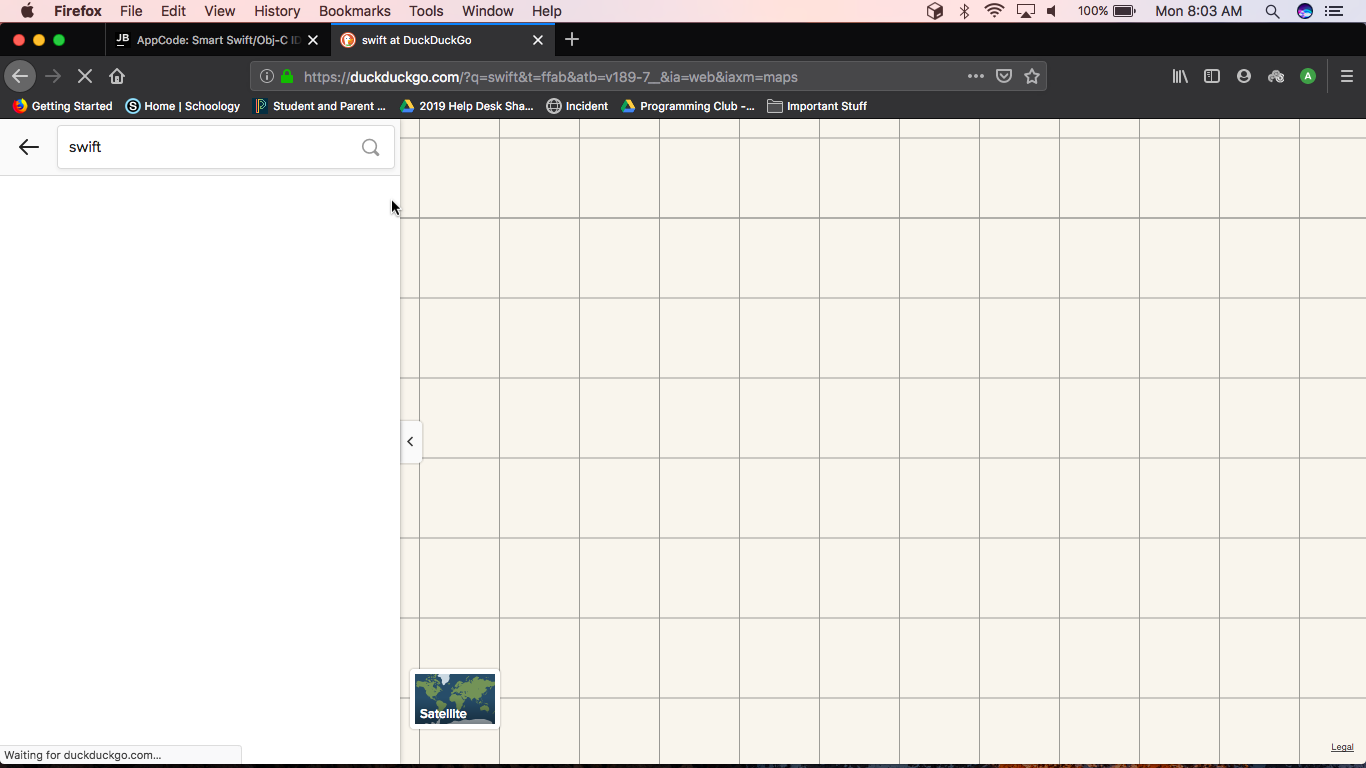 Firefox File Edit View History Bookmarks Tools Window Help 100% Mon 8:03 AM
JB AppCode: Smart Swift/Obj-C ID swift at DuckDuckGo
https://duckduckgo.com/?q=swift&t=ffab&atb=v189-7__&ia=web&iaxm=maps A
Getting Started Home | Schoology Student and Parent ... 2019 Help Desk Sha... Incident Programming Club -... Important Stuff
swift
Satellite
Legal
Waiting for duckduckgo.com...